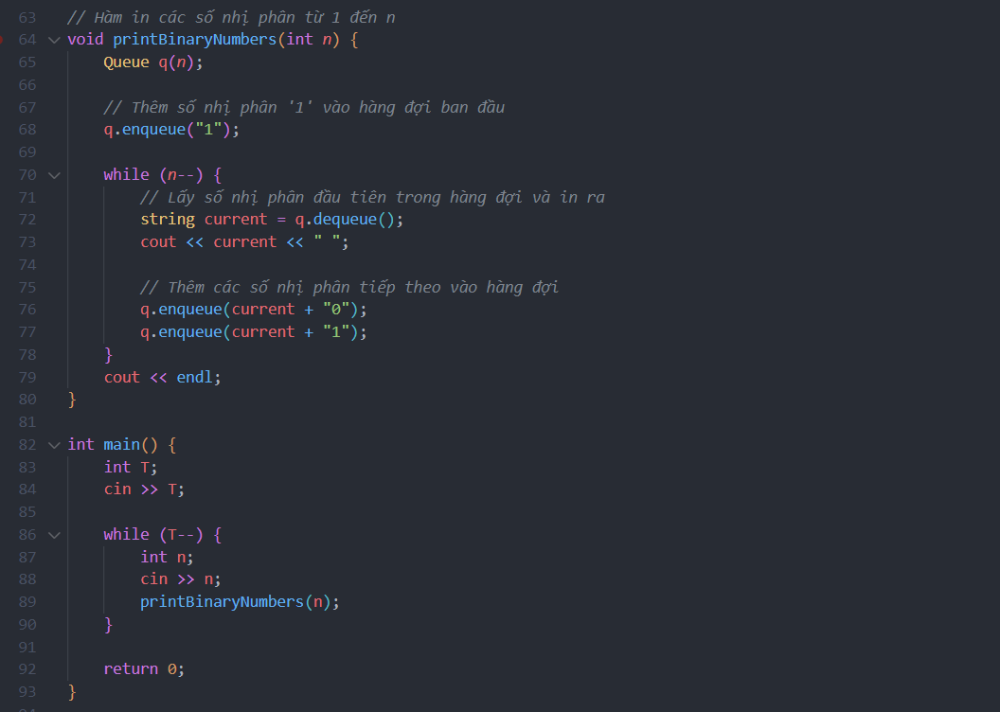 63 // Hàm in các số nhị phân từ 1 đến n
64 void printBinaryNumbers(int n) {
65     Queue q(n);
66
67     // Thêm số nhị phân '1' vào hàng đợi ban đầu
68     q.enqueue("1");
69
70     while (n--) {
71         // Lấy số nhị phân đầu tiên trong hàng đợi và in ra
72         string current = q.dequeue();
73         cout << current << " ";
74
75         // Thêm các số nhị phân tiếp theo vào hàng đợi
76         q.enqueue(current + "0");
77         q.enqueue(current + "1");
78     }
79     cout << endl;
80 }
81
82 int main() {
83     int T;
84     cin >> T;
85
86     while (T--) {
87         int n;
88         cin >> n;
89         printBinaryNumbers(n);
90     }
91
92     return 0;
93 }